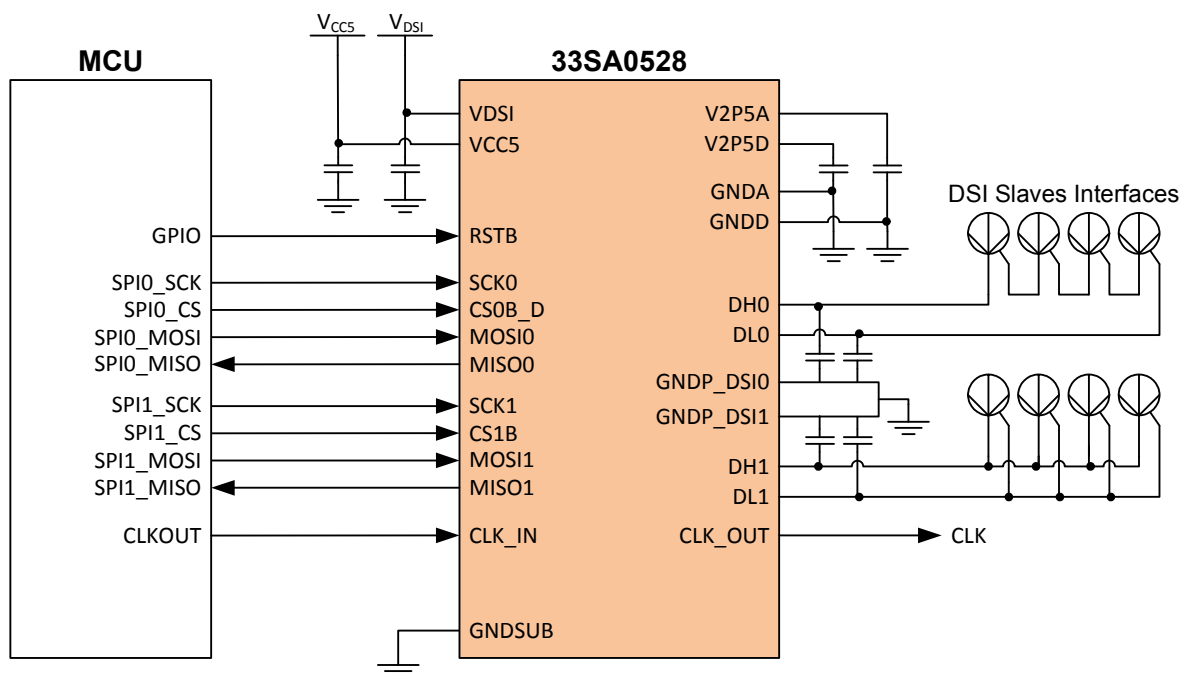 VCC5 VDSI
MCU
33SA0528
VDSI
VCC5
V2P5A
V2P5D
GNDA
GNDD
DSI Slaves Interfaces
GPIO
RSTB
SPI0_SCK
SPI0_CS
SPI0_MOSI
SPI0_MISO
SCK0
CS0B_D
MOSI0
MISO0
DH0
DL0
GNDP_DSI0
GNDP_DSI1
SPI1_SCK
SPI1_CS
SPI1_MOSI
SPI1_MISO
SCK1
CS1B
MOSI1
MISO1
DH1
DL1
CLKOUT
CLK_IN
CLK_OUT
CLK
GNDSUB